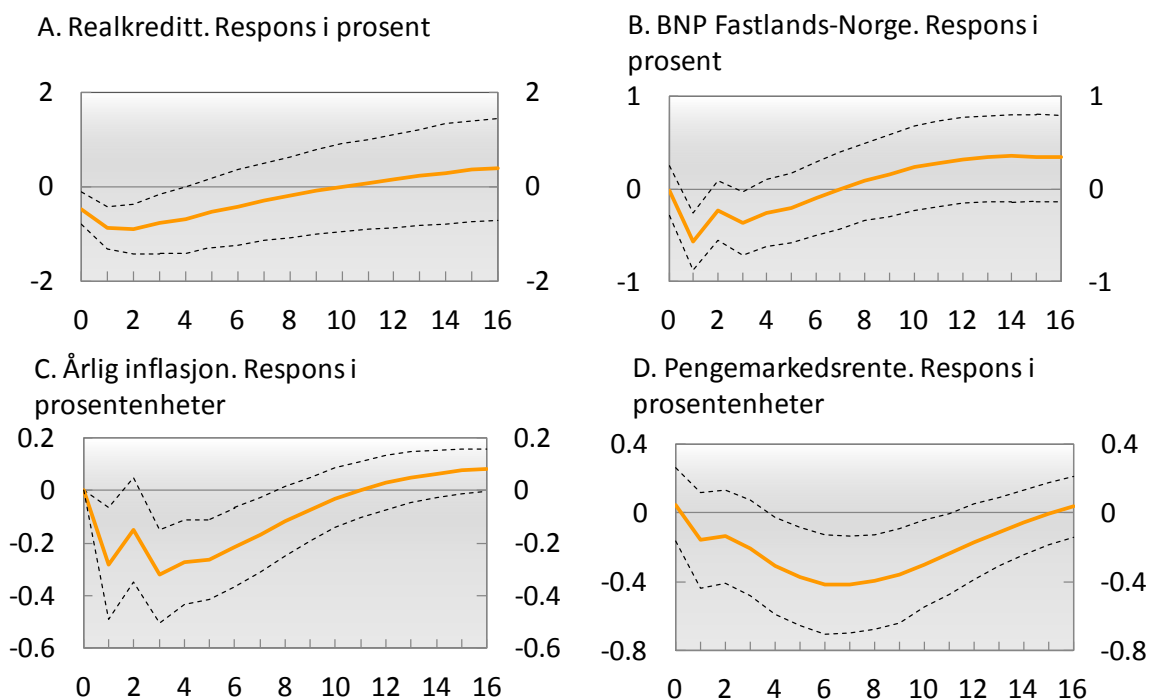 A. Realkreditt. Respons i prosent
2 2
0 0
-2 -2
0 2 4 6 8 10 12 14 16
B. BNP Fastlands-Norge. Respons i
prosent
1 1
0 0
-1 -1
0 2 4 6 8 10 12 14 16
C. Årlig inflasjon. Respons i
prosentenheter
0.2 0.2
0 0
-0.2 -0.2
-0.4 -0.4
-0.6 -0.6
0 2 4 6 8 10 12 14 16
D. Pengemarkedsrente. Respons i
prosentenheter
0.4 0.4
0 0
-0.4 -0.4
-0.8 -0.8
0 2 4 6 8 10 12 14 16